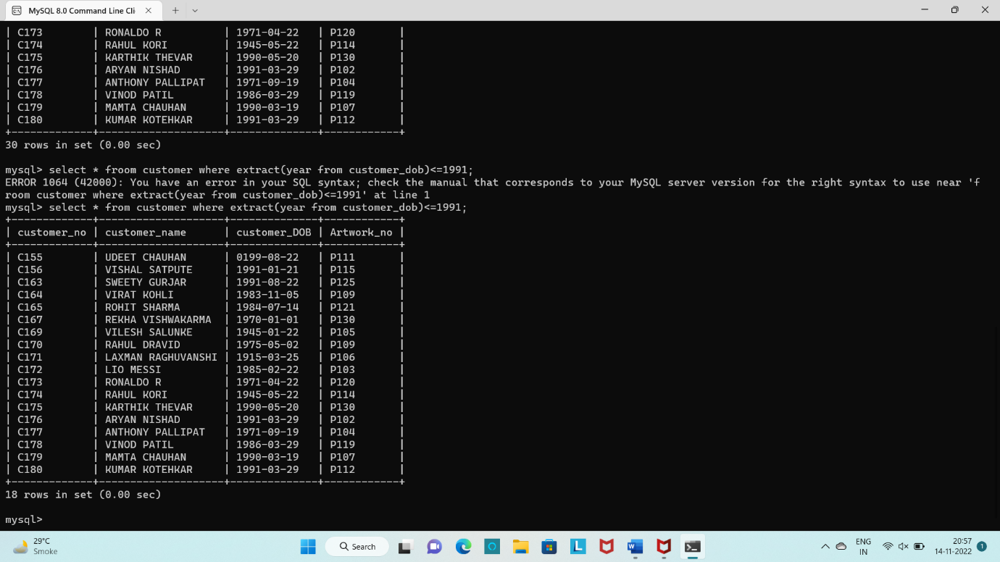 MySQL 8.0 Command Line Cli
| C173 | RONALDO R | 1971-04-22 | P120 |
| C174 | RAHUL KORI | 1945-05-22 | P114 |
| C175 | KARTHIK THEVAR | 1990-05-20 | P130 |
| C176 | ARYAN NISHAD | 1991-03-29 | P102 |
| C177 | ANTHONY PALLIPAT | 1971-09-19 | P104 |
| C178 | VINOD PATIL | 1986-03-29 | P119 |
| C179 | MAMTA CHAUHAN | 1990-03-19 | P107 |
| C180 | KUMAR KOTEHKAR | 1991-03-29 | P112 |
+-------------+--------------------+--------------+------------+
30 rows in set (0.00 sec)
mysql> select * froom customer where extract(year from customer_dob)<=1991;
ERROR 1064 (42000): You have an error in your SQL syntax; check the manual that corresponds to your MySQL server version for the right syntax to use near 'f
room customer where extract(year from customer_dob)<=1991' at line 1
mysql> select * from customer where extract(year from customer_dob)<=1991;
+-------------+--------------------+--------------+------------+
| customer_no | customer_name | customer_DOB | Artwork_no |
+-------------+--------------------+--------------+------------+
| C155 | UDEET CHAUHAN | 0199-08-22 | P111 |
| C156 | VISHAL SATPUTE | 1991-01-21 | P115 |
| C163 | SWEETY GURJAR | 1991-08-22 | P125 |
| C164 | VIRAT KOHLI | 1983-11-05 | P109 |
| C165 | ROHIT SHARMA | 1984-07-14 | P121 |
| C167 | REKHA VISHWAKARMA | 1970-01-01 | P130 |
| C169 | VILESH SALUNKE | 1945-01-22 | P105 |
| C170 | RAHUL DRAVID | 1975-05-02 | P109 |
| C171 | LAXMAN RAGHUVANSHI | 1915-03-25 | P106 |
| C172 | LIO MESSI | 1985-02-22 | P103 |
| C173 | RONALDO R | 1971-04-22 | P120 |
| C174 | RAHUL KORI | 1945-05-22 | P114 |
| C175 | KARTHIK THEVAR | 1990-05-20 | P130 |
| C176 | ARYAN NISHAD | 1991-03-29 | P102 |
| C177 | ANTHONY PALLIPAT | 1971-09-19 | P104 |
| C178 | VINOD PATIL | 1986-03-29 | P119 |
| C179 | MAMTA CHAUHAN | 1990-03-19 | P107 |
| C180 | KUMAR KOTEHKAR | 1991-03-29 | P112 |
+-------------+--------------------+--------------+------------+
18 rows in set (0.00 sec)
mysql>
29°C
Smoke
Search
ENG
IN
20:57
14-11-2022
1